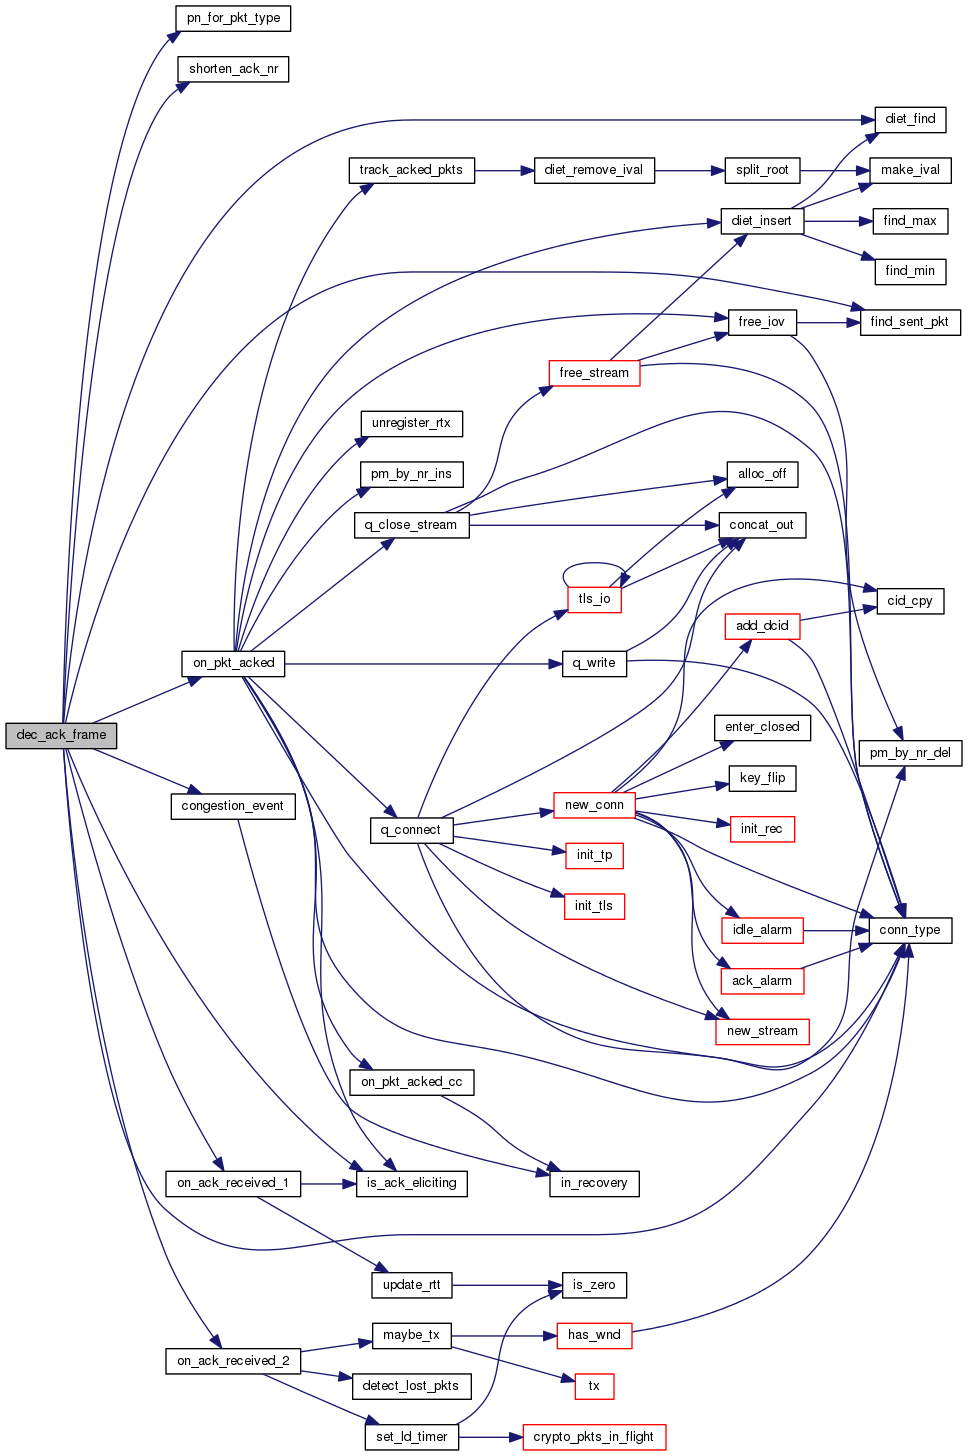 pn_for_pkt_type
shorten_ack_nr
diet_find
track_acked_pkts
diet_remove_ival
split_root
make_ival
diet_insert
find_max
find_min
free_iov
find_sent_pkt
free_stream
unregister_rtx
pm_by_nr_ins
alloc_off
q_close_stream
concat_out
tls_io
cid_cpy
add_dcid
on_pkt_acked
q_write
enter_closed
dec_ack_frame
pm_by_nr_del
key_flip
congestion_event
new_conn
q_connect
init_rec
init_tp
init_tls
idle_alarm
conn_type
ack_alarm
new_stream
on_pkt_acked_cc
on_ack_received_1
is_ack_eliciting
in_recovery
update_rtt
is_zero
maybe_tx
has_wnd
on_ack_received_2
detect_lost_pkts
tx
set_ld_timer
crypto_pkts_in_flight